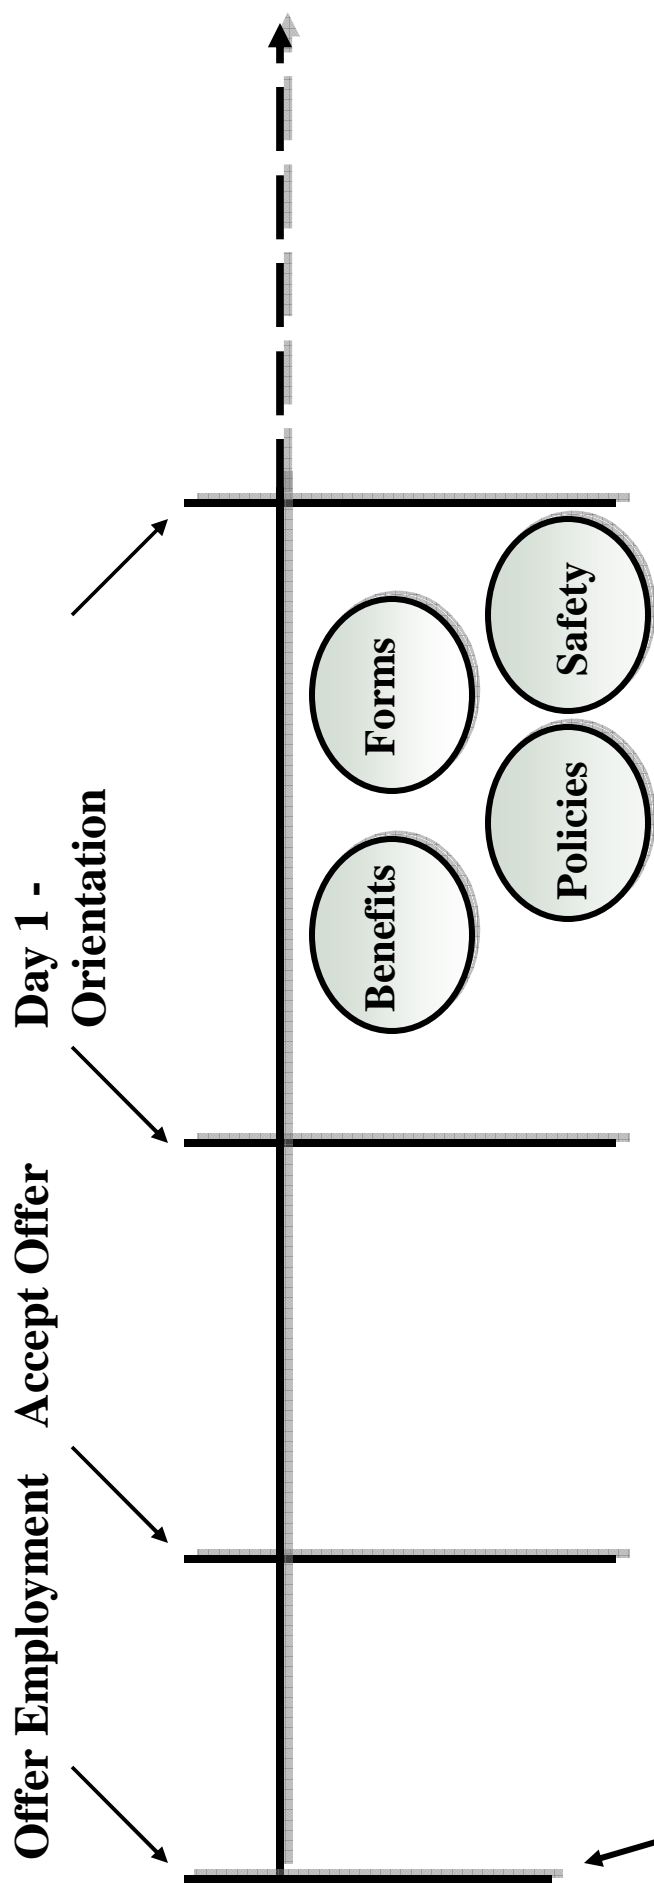 Offer Employment
Accept Offer
Day 1 -
Orientation
Benefits
Forms
Policies
Safety